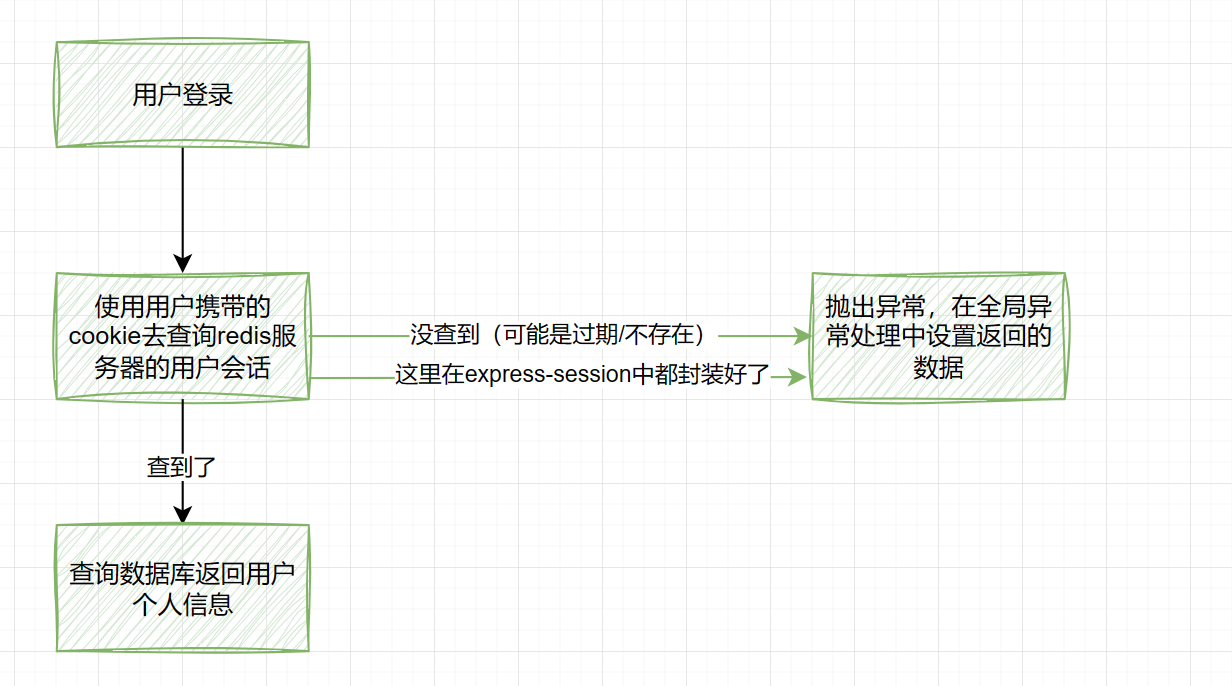 用户登录
使用用户携带的
cookie去查询redis服
务器的用户会话
没查到（可能是过期/不存在）
这里在express-session中都封装好了
抛出异常，在全局异
常处理中设置返回的
数据
查到了
查询数据库返回用户
个人信息